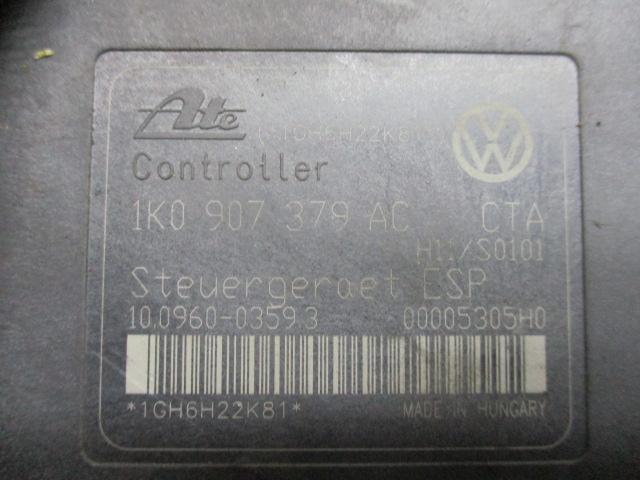 Ate *1GH6H22K81*
Controller
1K0 907 379 AC CTA
H11/S0101
Steuergeraet ESP
10.0960-0359.3 00005305H0
*1GH6H22K81* MADE IN HUNGARY